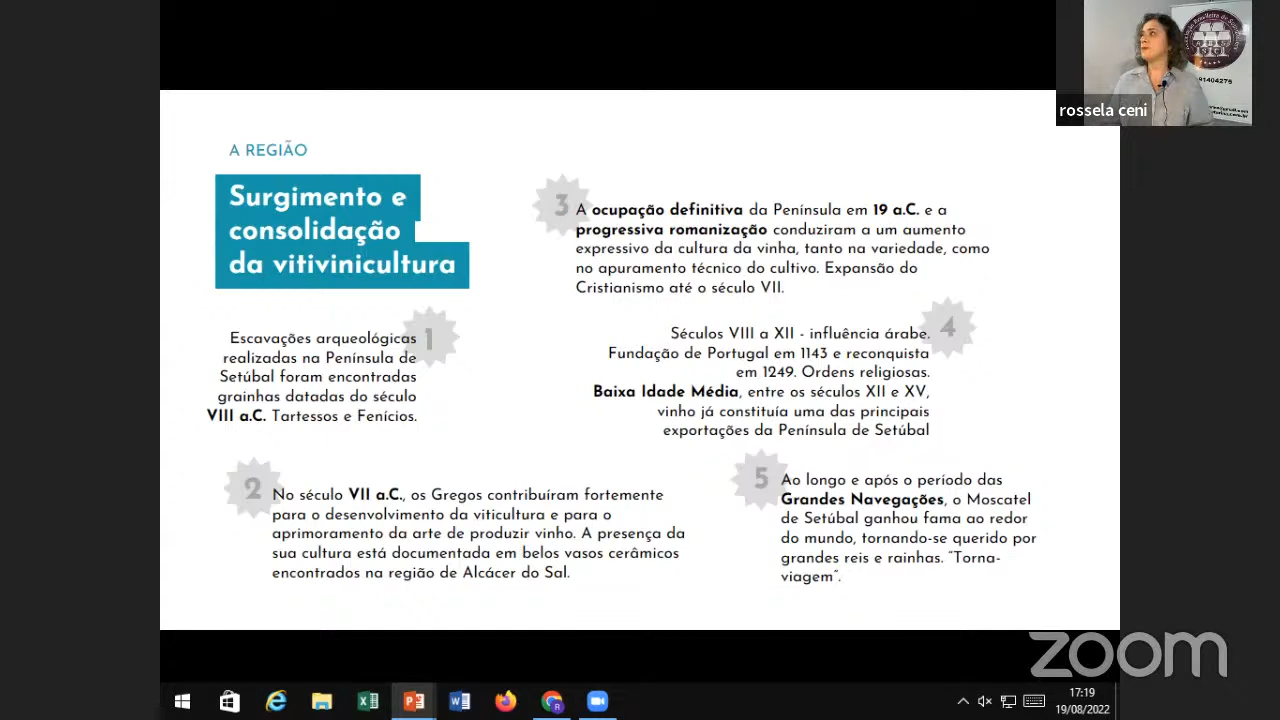 A REGIÃO
Surgimento e
consolidação
da vitivinicultura
1
Escavações arqueológicas
realizadas na Península de
Setúbal foram encontradas
grainhas datadas do século
VIII a.C. Tartessos e Fenícios.
2
No século VII a.C., os Gregos contribuíram fortemente
para o desenvolvimento da viticultura e para o
aprimoramento da arte de produzir vinho. A presença da
sua cultura está documentada em belos vasos cerâmicos
encontrados na região de Alcácer do Sal.
3
A ocupação definitiva da Península em 19 a.C. e a
progressiva romanização conduziram a um aumento
expressivo da cultura da vinha, tanto na variedade, como
no apuramento técnico do cultivo. Expansão do
Cristianismo até o século VII.
4
Séculos VIII a XII - influência árabe.
Fundação de Portugal em 1143 e reconquista
em 1249. Ordens religiosas.
Baixa Idade Média, entre os séculos XII e XV,
vinho já constituía uma das principais
exportações da Península de Setúbal
5
Ao longo e após o período das
Grandes Navegações, o Moscatel
de Setúbal ganhou fama ao redor
do mundo, tornando-se querido por
grandes reis e rainhas. "Torna-
viagem".
91404275
rossela ceni
zoom
17:19
19/08/2022